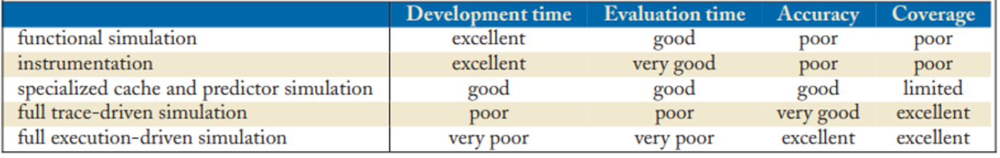 Development time Evaluation time Accuracy Coverage
functional simulation excellent good poor poor
instrumentation excellent very good poor poor
specialized cache and predictor simulation good good good limited
full trace-driven simulation poor poor very good excellent
full execution-driven simulation very poor very poor excellent excellent